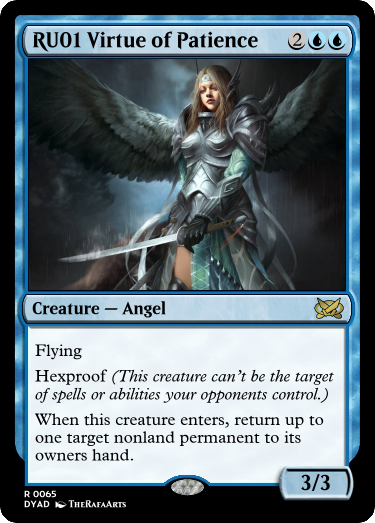 RU01 Virtue of Patience 2
Creature — Angel
Flying
Hexproof (This creature can't be the target
of spells or abilities your opponents control.)
When this creature enters, return up to
one target nonland permanent to its
owners hand.
3/3
R 0065
DYAD TheRafaArts